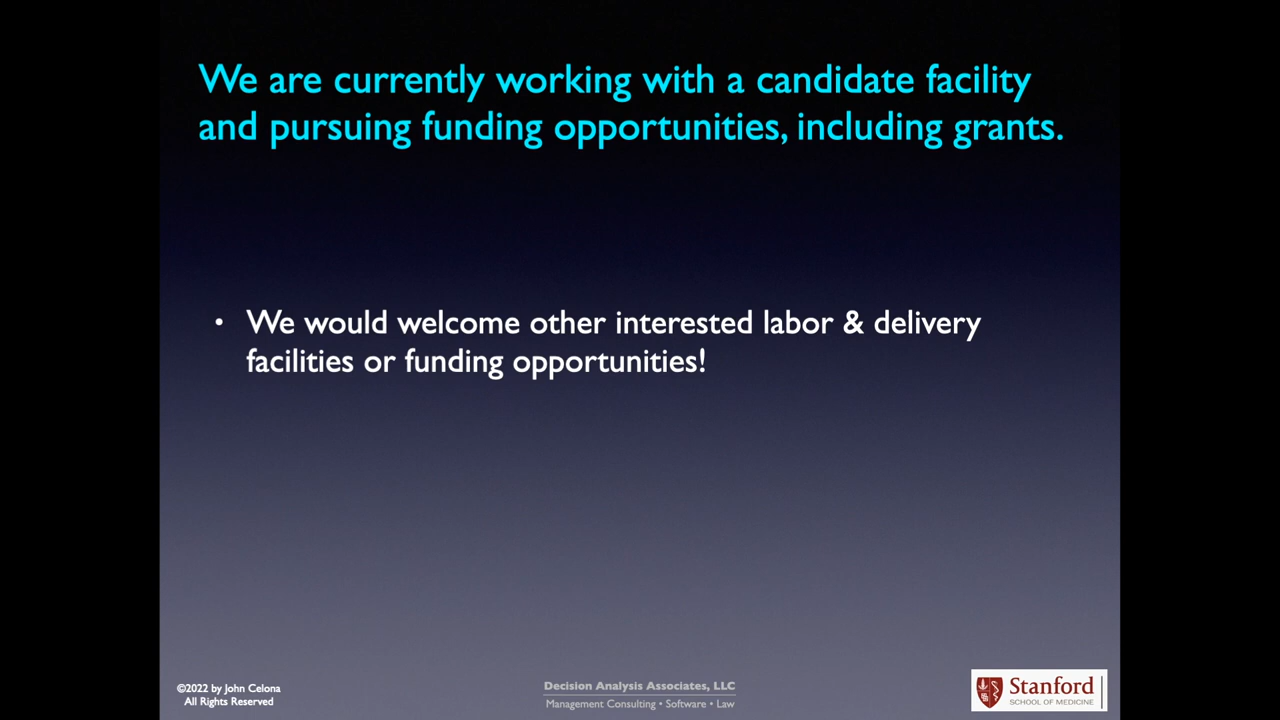 We are currently working with a candidate facility
and pursuing funding opportunities, including grants.
• We would welcome other interested labor & delivery
facilities or funding opportunities!
©2022 by John Celona
All Rights Reserved
Decision Analysis Associates, LLC
Management Consulting • Software • Law
Stanford
SCHOOL OF MEDICINE